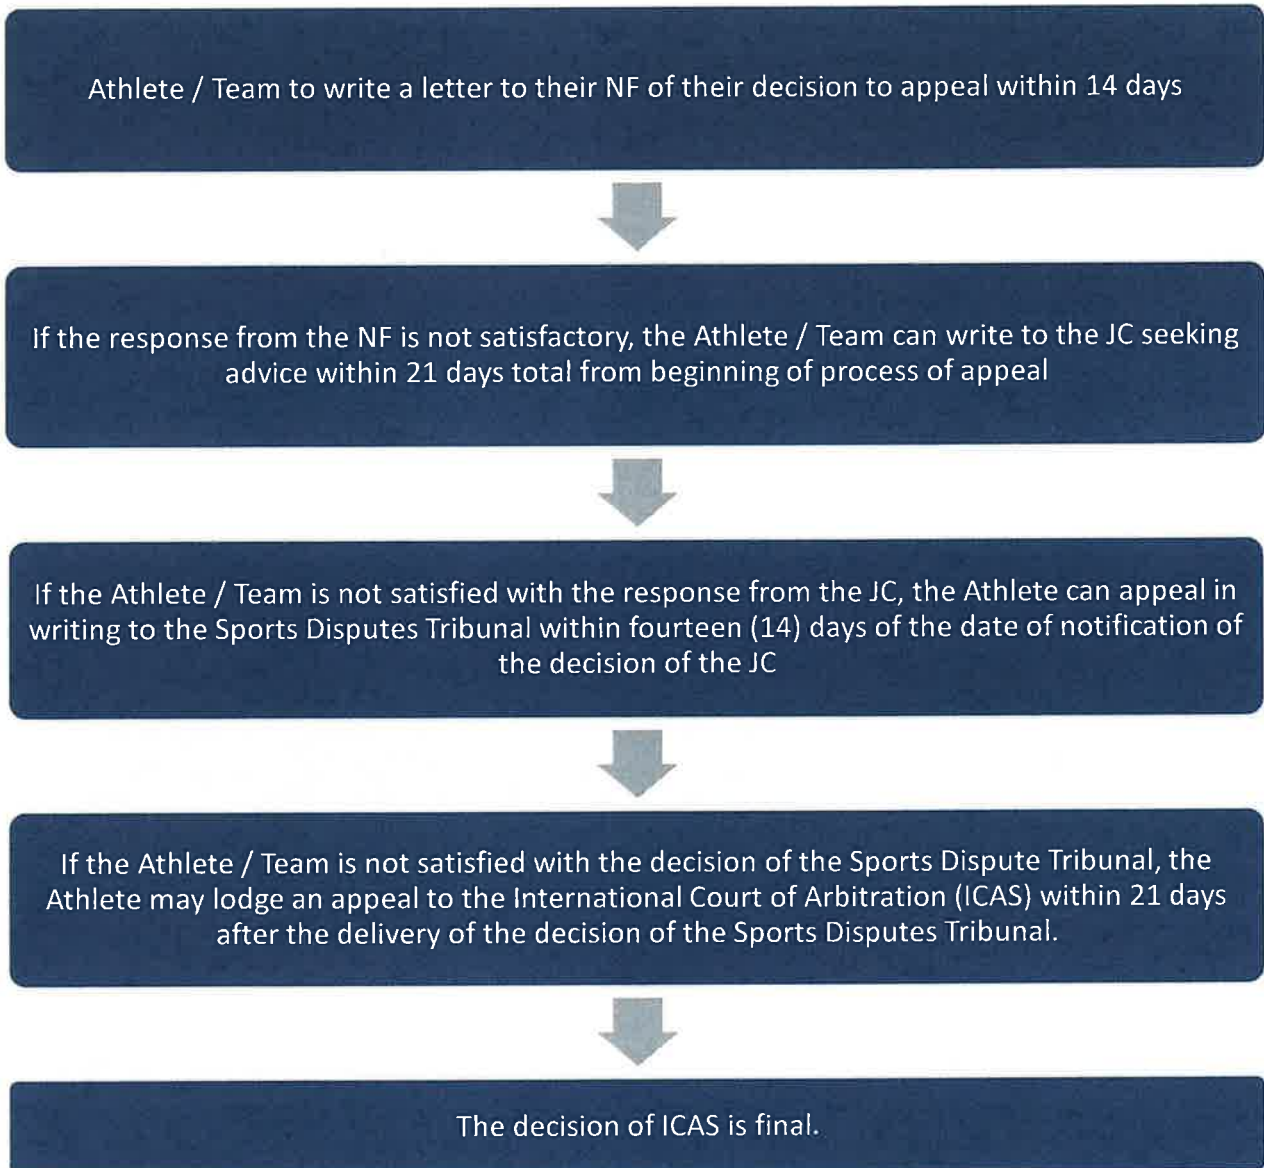 Athlete / Team to write a letter to their NF of their decision to appeal within 14 days
If the response from the NF is not satisfactory, the Athlete / Team can write to the JC seeking
advice within 21 days total from beginning of process of appeal
If the Athlete / Team is not satisfied with the response from the JC, the Athlete can appeal in
writing to the Sports Disputes Tribunal within fourteen (14) days of the date of notification of
the decision of the JC
If the Athlete / Team is not satisfied with the decision of the Sports Dispute Tribunal, the
Athlete may lodge an appeal to the International Court of Arbitration (ICAS) within 21 days
after the delivery of the decision of the Sports Disputes Tribunal.
The decision of ICAS is final.